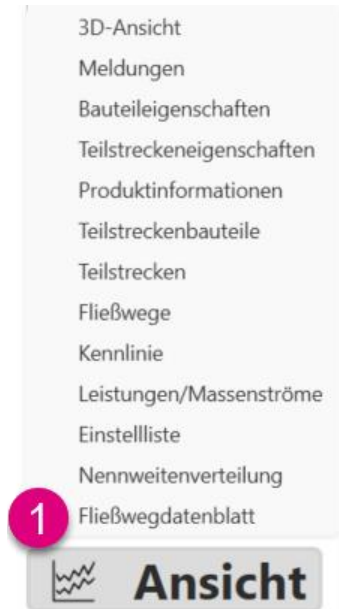 3D-Ansicht
Meldungen
Bauteileigenschaften
Teilstreckeneigenschaften
Produktinformationen
Teilstreckenbauteile
Teilstrecken
Fließwege
Kennlinie
Leistungen/Massenströme
Einstellliste
Nennweitenverteilung
1 Fließwegdatenblatt
Ansicht